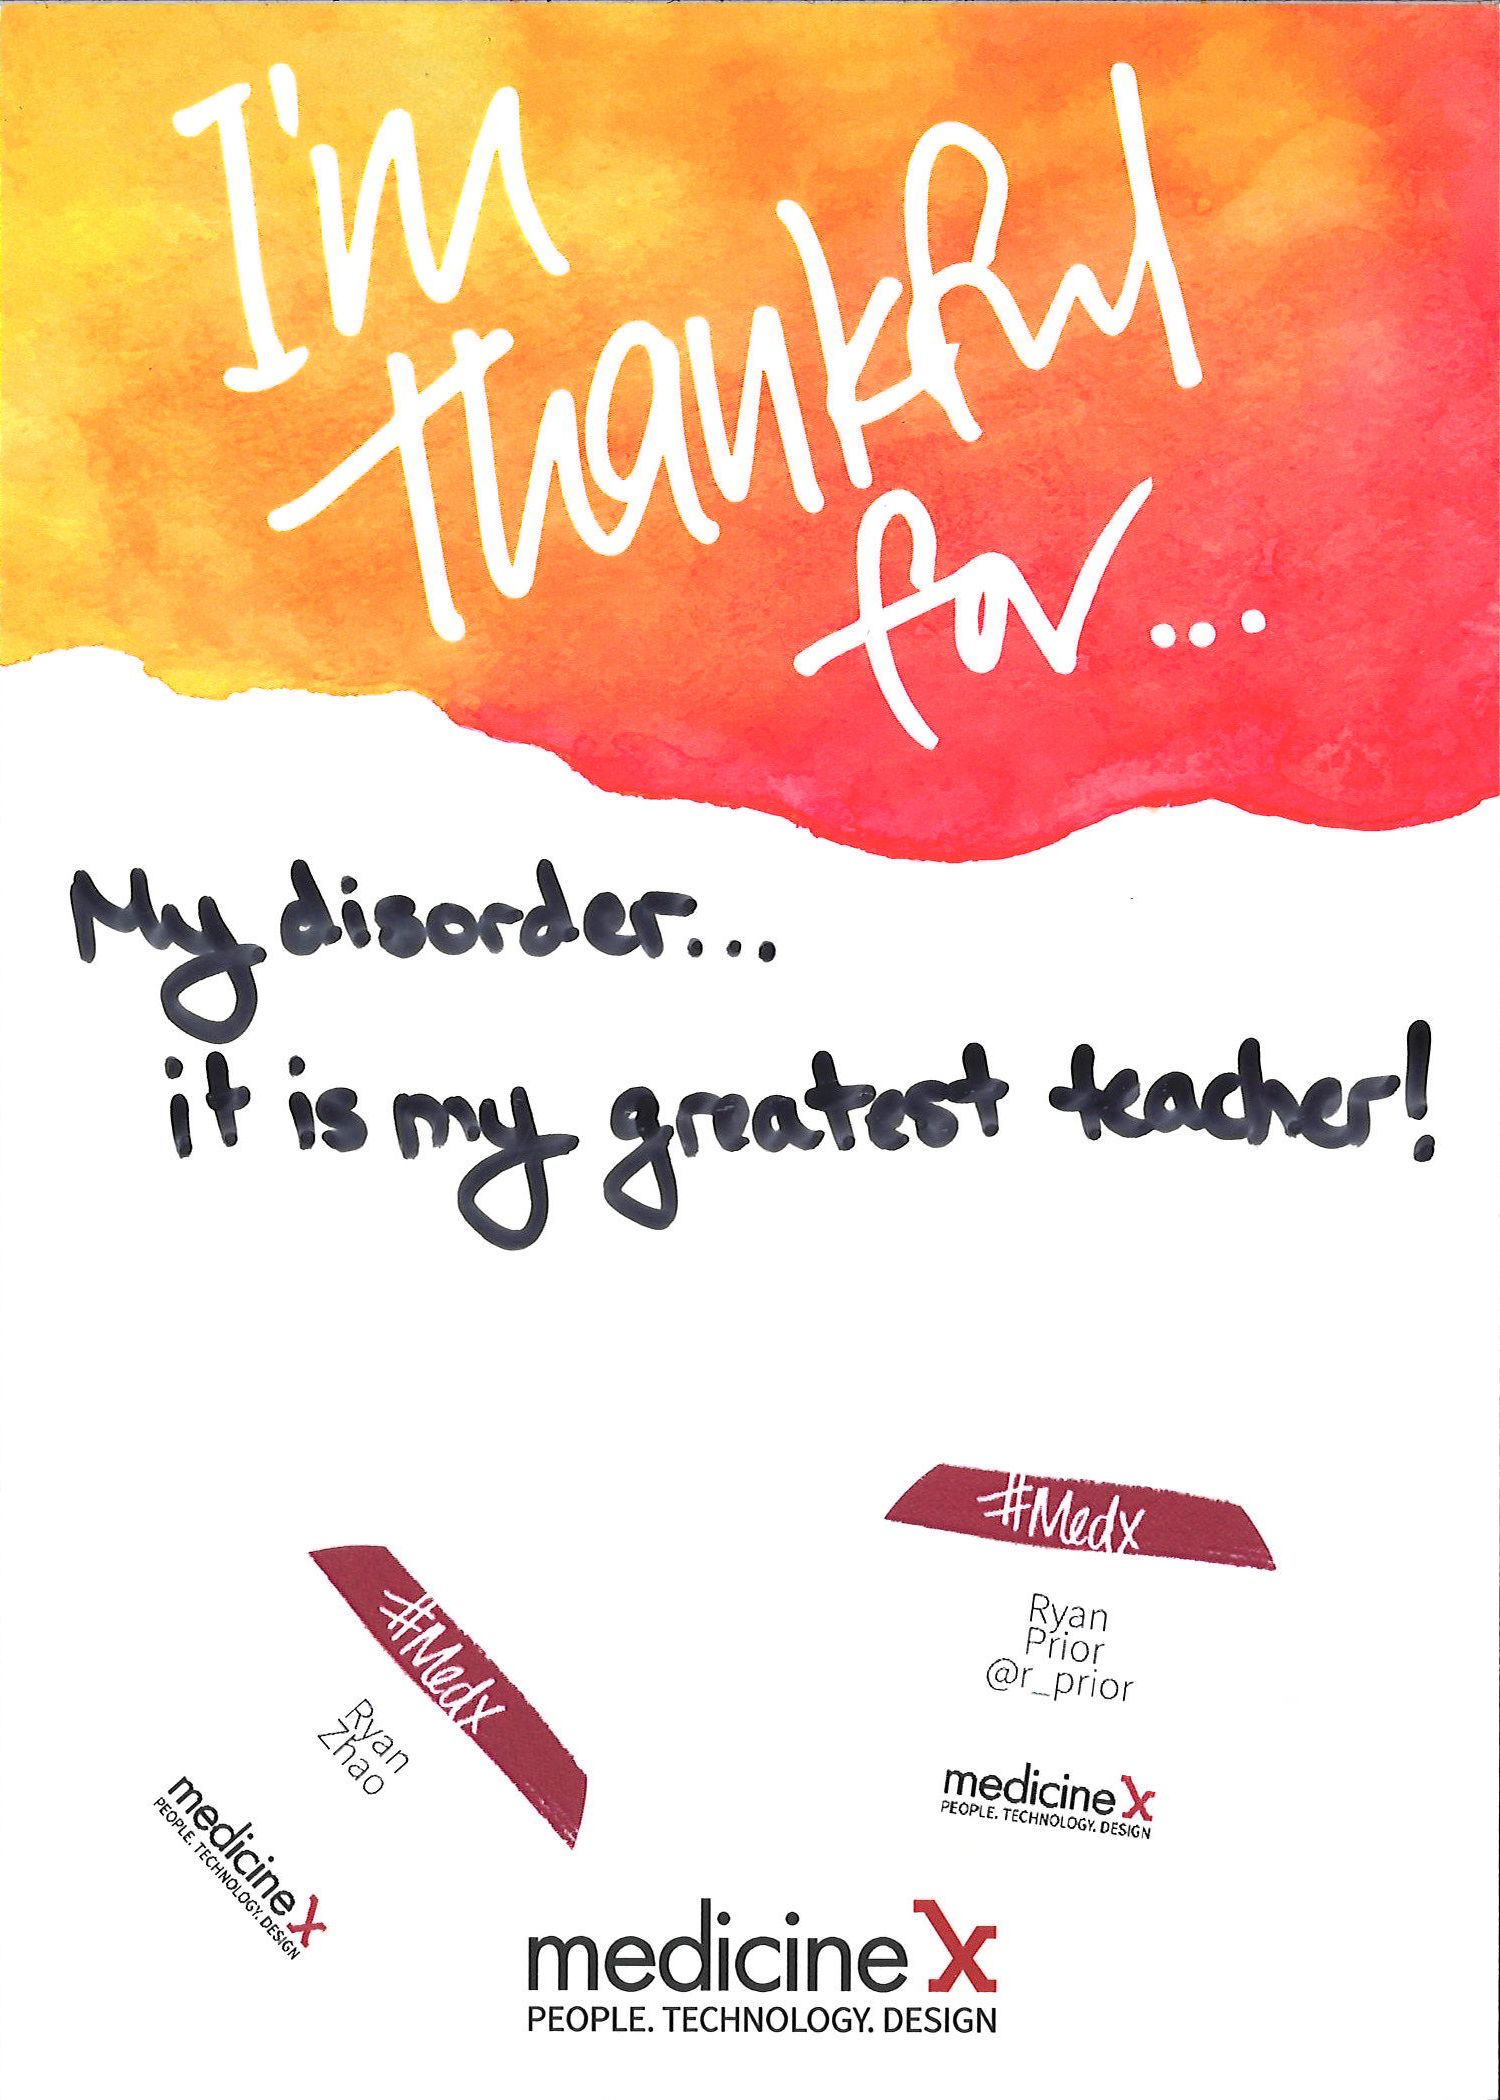 I'm
thankful
for...
My disorder...
it is my greatest teacher!
#Medx
Ryan
Prior
@r_prior
medicine X
PEOPLE. TECHNOLOGY. DESIGN
#Medx
Ryan
Zhao
medicine X
PEOPLE. TECHNOLOGY. DESIGN
medicine X
PEOPLE. TECHNOLOGY. DESIGN